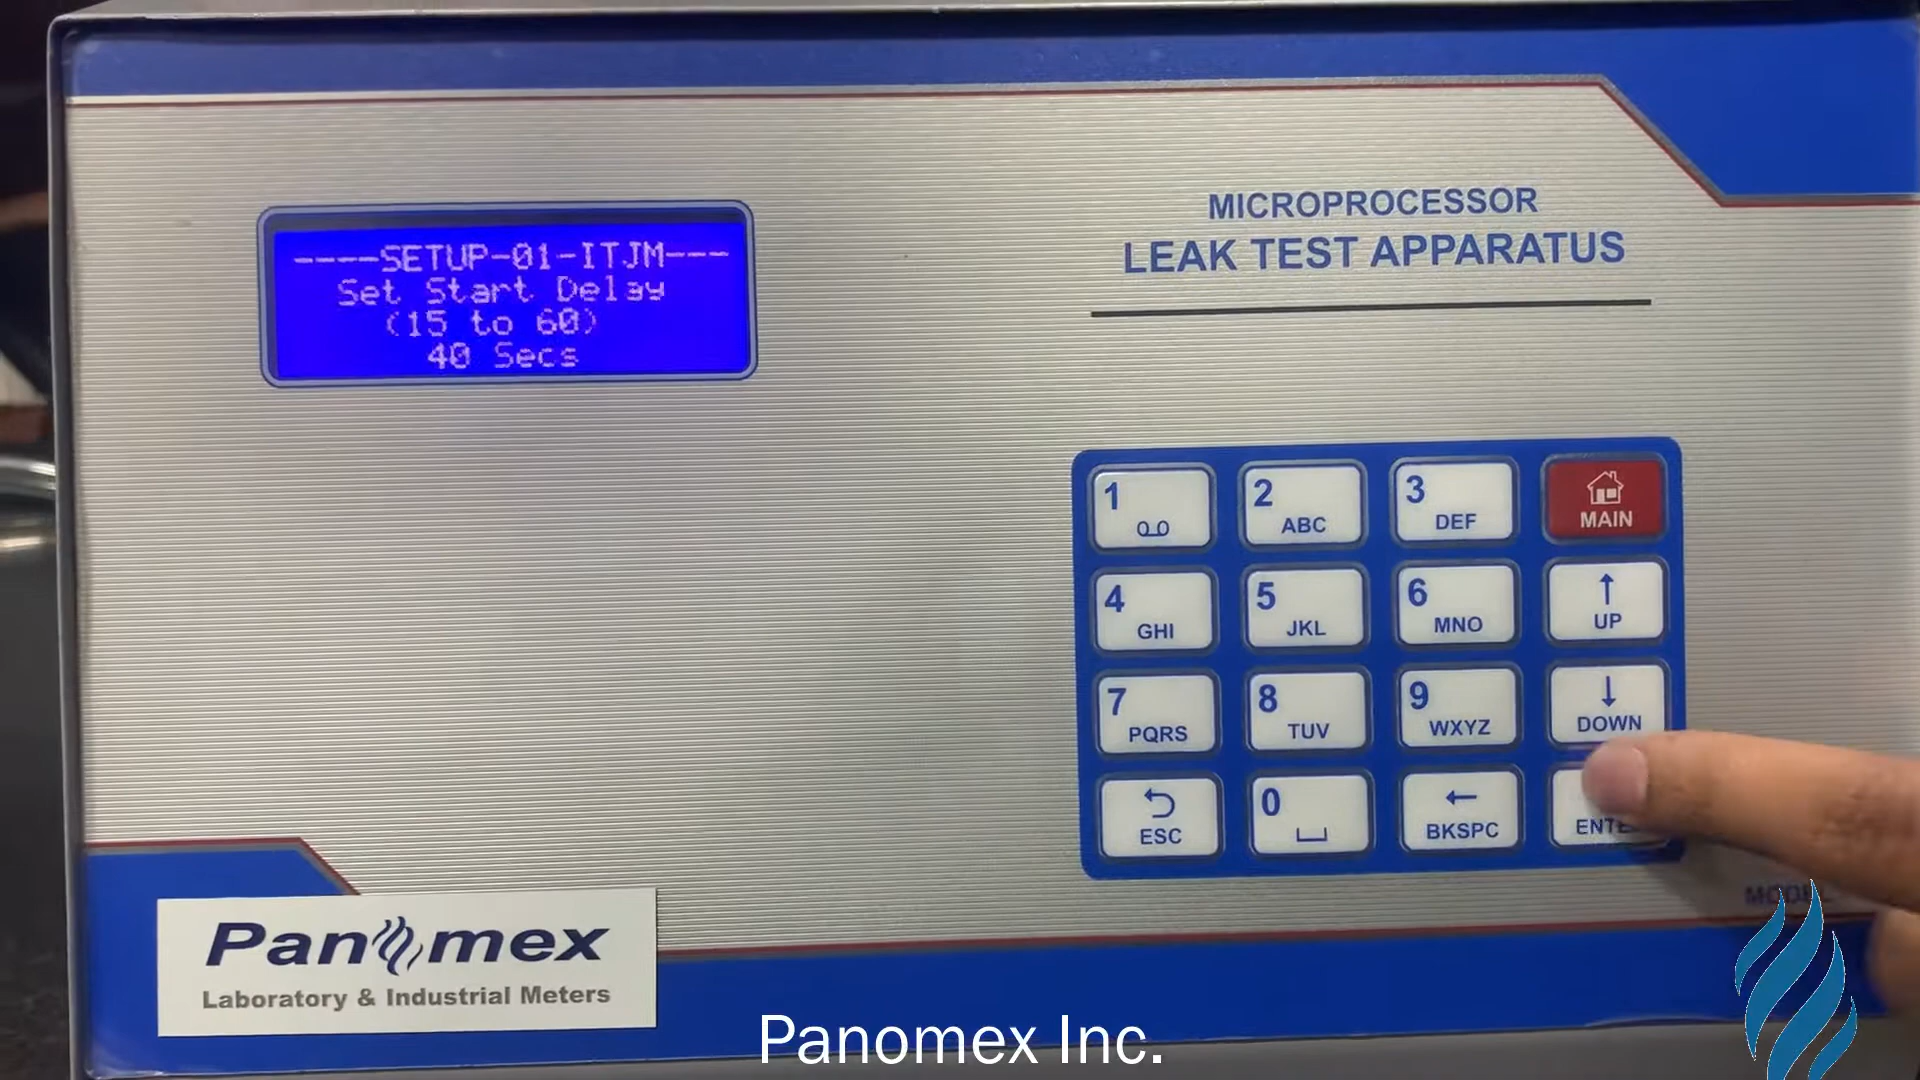 ----SETUP-01-ITJM---
Set Start Delay
(15 to 60)
40 Secs
MICROPROCESSOR
LEAK TEST APPARATUS
1
2 ABC
3 DEF
MAIN
4 GHI
5 JKL
6 MNO
↑ UP
7 PQRS
8 TUV
9 WXYZ
↓ DOWN
ESC
0
← BKSPC
ENTE
Panomex
Laboratory & Industrial Meters
Panomex Inc.